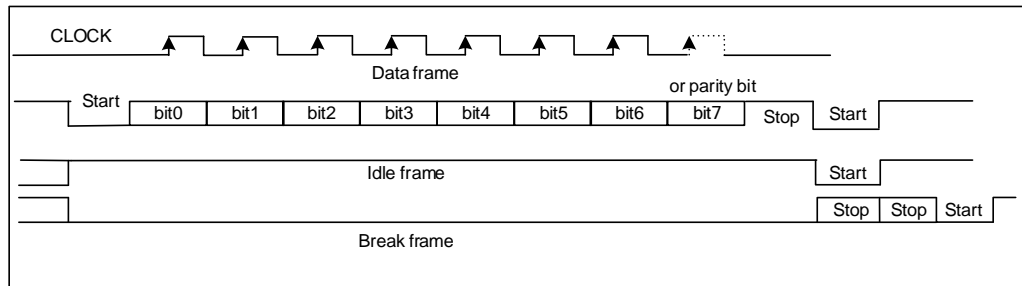 CLOCK
Data frame
or parity bit
Start bit0 bit1 bit2 bit3 bit4 bit5 bit6 bit7 Stop Start
Idle frame Start
Stop Stop Start
Break frame